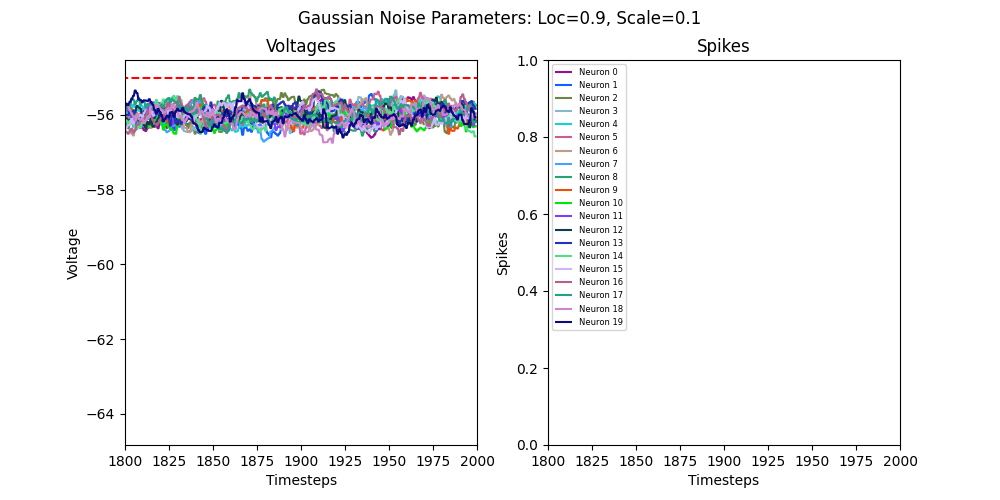 Gaussian Noise Parameters: Loc=0.9, Scale=0.1
Voltages
Voltage
−56
−58
−60
−62
−64
1800 1825 1850 1875 1900 1925 1950 1975 2000
Timesteps
Spikes
Spikes
1.0
0.8
0.6
0.4
0.2
0.0
Neuron 0
Neuron 1
Neuron 2
Neuron 3
Neuron 4
Neuron 5
Neuron 6
Neuron 7
Neuron 8
Neuron 9
Neuron 10
Neuron 11
Neuron 12
Neuron 13
Neuron 14
Neuron 15
Neuron 16
Neuron 17
Neuron 18
Neuron 19
1800 1825 1850 1875 1900 1925 1950 1975 2000
Timesteps